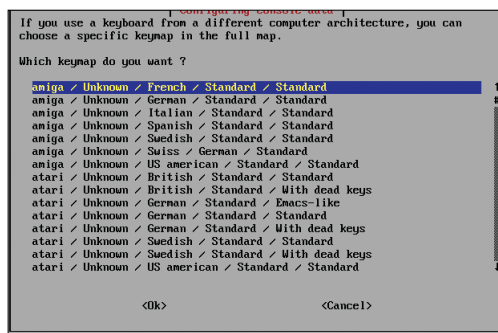 Configuring console data
If you use a keyboard from a different computer architecture, you can
choose a specific keymap in the full map.
Which keymap do you want ?
amiga / Unknown / French / Standard / Standard
amiga / Unknown / German / Standard / Standard
amiga / Unknown / Italian / Standard / Standard
amiga / Unknown / Spanish / Standard / Standard
amiga / Unknown / Swedish / Standard / Standard
amiga / Unknown / Swiss / German / Standard
amiga / Unknown / US american / Standard / Standard
atari / Unknown / British / Standard / Standard
atari / Unknown / British / Standard / With dead keys
atari / Unknown / German / Standard / Emacs-like
atari / Unknown / German / Standard / Standard
atari / Unknown / German / Standard / With dead keys
atari / Unknown / Swedish / Standard / Standard
atari / Unknown / Swedish / Standard / With dead keys
atari / Unknown / US american / Standard / Standard
<Ok> <Cancel>